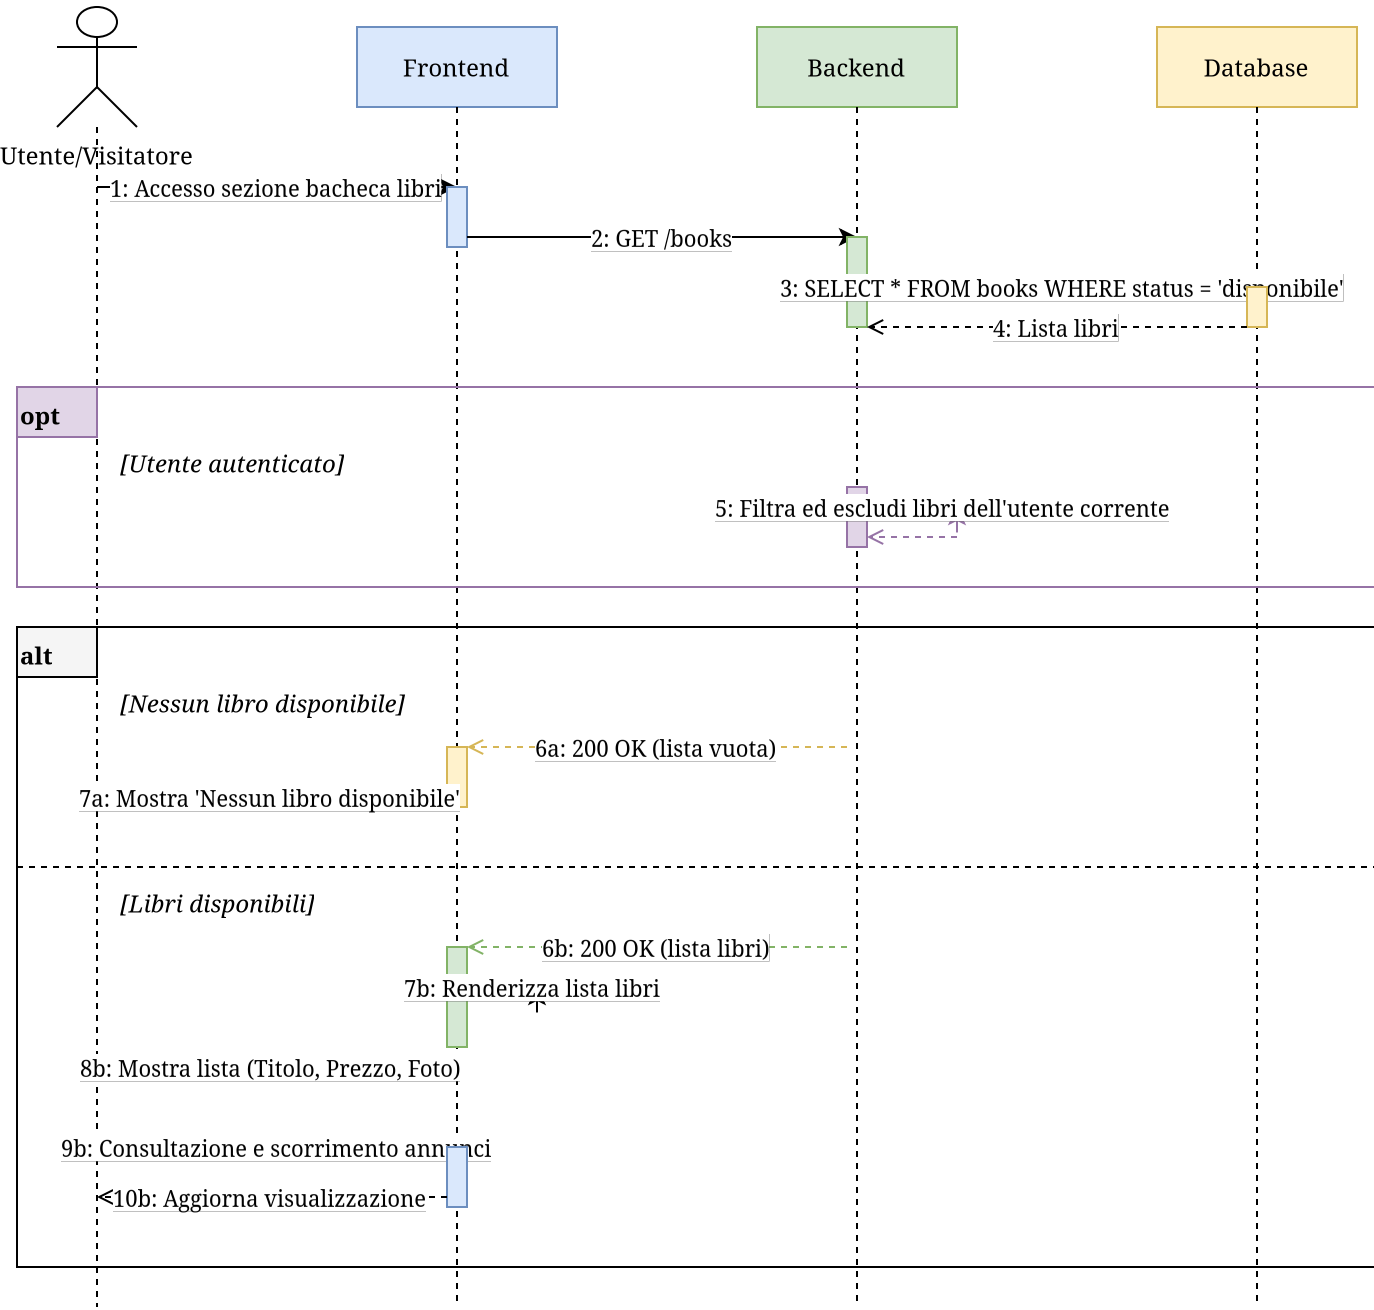 Frontend
Backend
Database
Utente/Visitatore
1: Accesso sezione bacheca libri
2: GET /books
3: SELECT * FROM books WHERE status = 'disponibile'
4: Lista libri
opt
[Utente autenticato]
5: Filtra ed escludi libri dell'utente corrente
alt
[Nessun libro disponibile]
6a: 200 OK (lista vuota)
7a: Mostra 'Nessun libro disponibile'
[Libri disponibili]
6b: 200 OK (lista libri)
7b: Renderizza lista libri
8b: Mostra lista (Titolo, Prezzo, Foto)
9b: Consultazione e scorrimento annunci
10b: Aggiorna visualizzazione